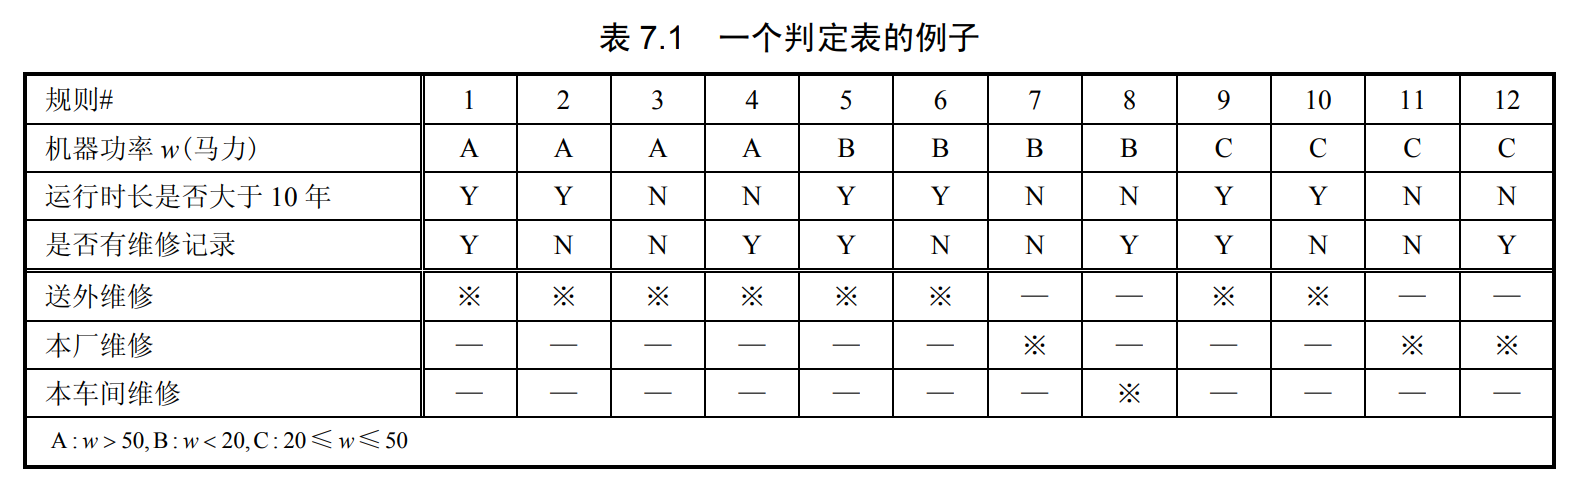 表 7.1 一个判定表的例子
规则# 1 2 3 4 5 6 7 8 9 10 11 12
机器功率 w(马力) A A A A B B B B C C C C
运行时长是否大于 10 年 Y Y N N Y Y N N Y Y N N
是否有维修记录 Y N N Y Y N N Y Y N N Y
送外维修 ※ ※ ※ ※ ※ ※ — — ※ ※ — —
本厂维修 — — — — — — ※ — — — ※ ※
本车间维修 — — — — — — — ※ — — — —
A : w > 50, B : w < 20, C : 20 ≤ w ≤ 50